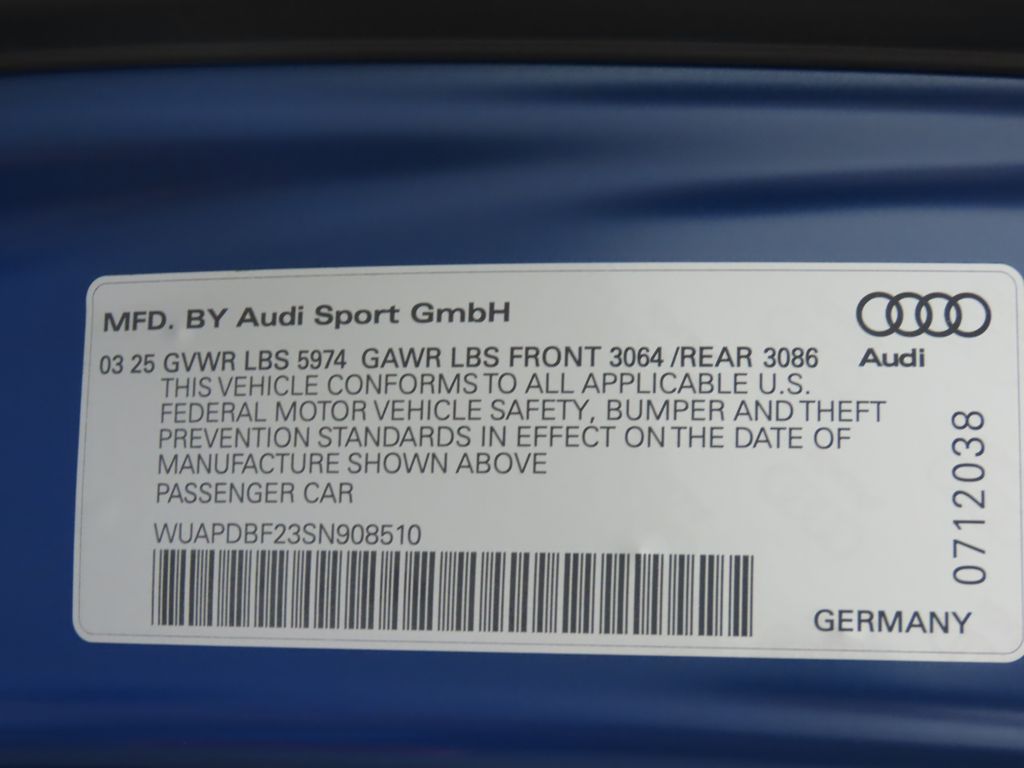 MFD. BY Audi Sport GmbH
Audi
03 25 GVWR LBS 5974 GAWR LBS FRONT 3064 /REAR 3086
THIS VEHICLE CONFORMS TO ALL APPLICABLE U.S.
FEDERAL MOTOR VEHICLE SAFETY, BUMPER AND THEFT
PREVENTION STANDARDS IN EFFECT ON THE DATE OF
MANUFACTURE SHOWN ABOVE
PASSENGER CAR
WUAPDBF23SN908510
0712038
GERMANY